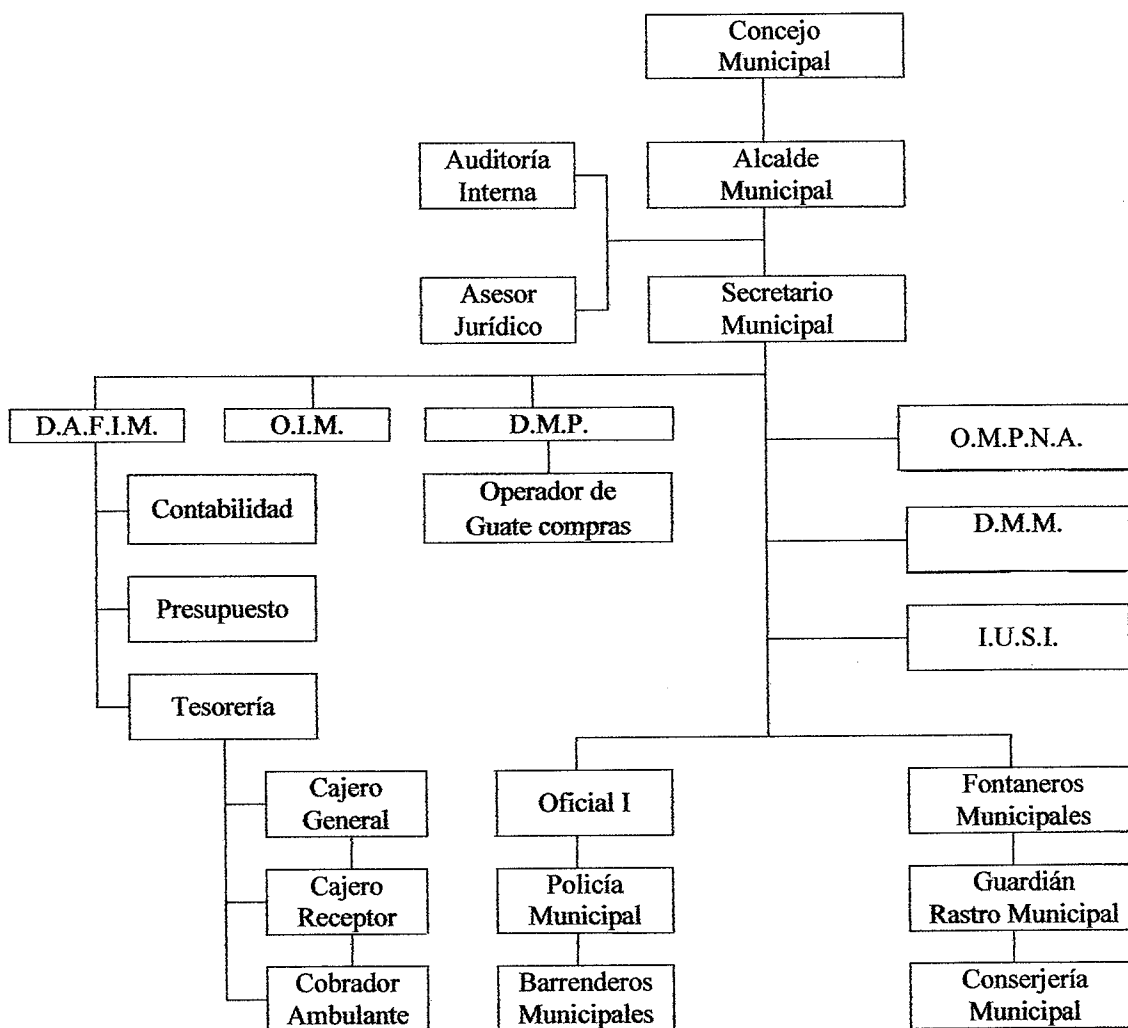 Concejo
Municipal
Auditoría
Interna
Alcalde
Municipal
Asesor
Jurídico
Secretario
Municipal
D.A.F.I.M.
O.I.M.
D.M.P.
O.M.P.N.A.
Contabilidad
Operador de
Guate compras
D.M.M.
Presupuesto
I.U.S.I.
Tesorería
Cajero
General
Oficial I
Fontaneros
Municipales
Cajero
Receptor
Policía
Municipal
Guardián
Rastro Municipal
Cobrador
Ambulante
Barrenderos
Municipales
Conserjería
Municipal